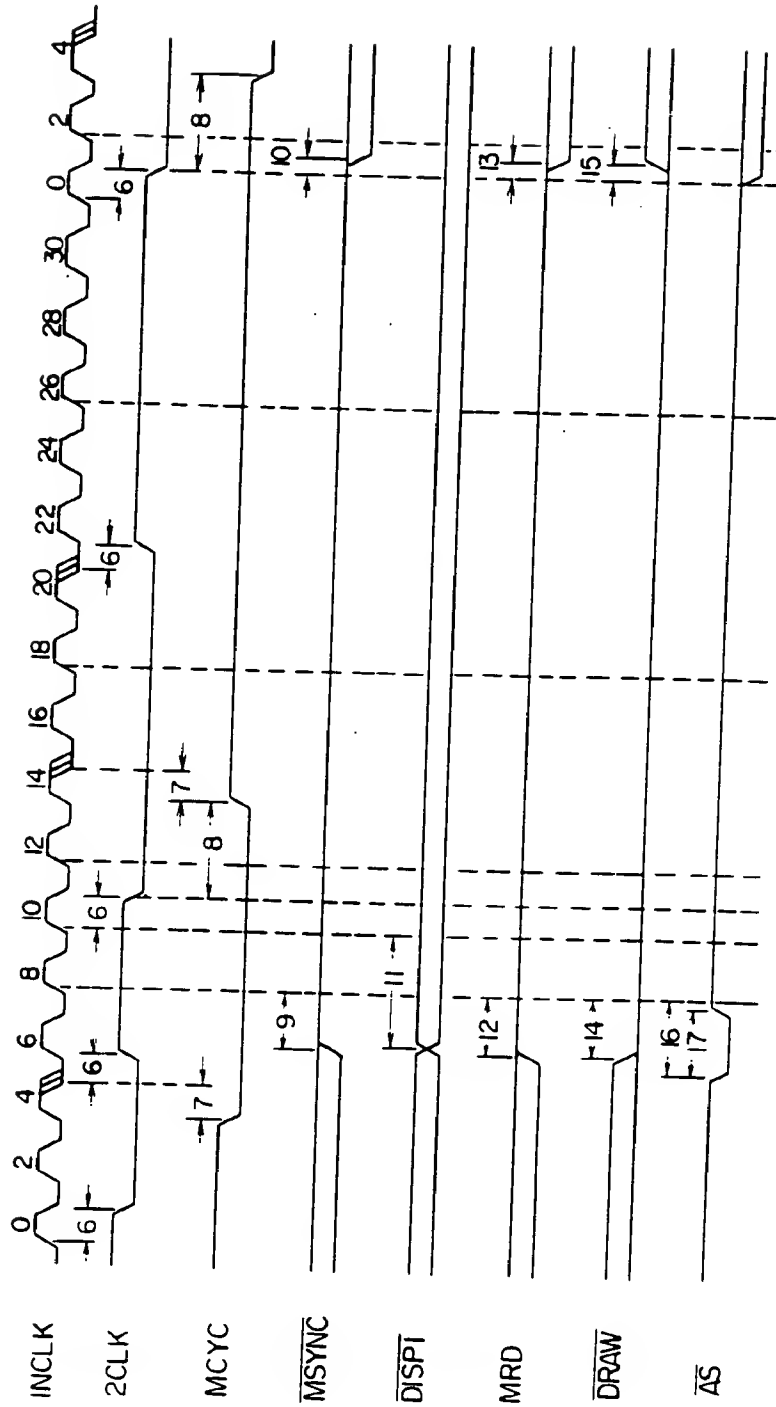 INCLK 0 2 4 6 8 10 12 14 16 18 20 22 24 26 28 30 0 2 4
2CLK 6 6 6 6 6
MCYC 7 8 7 8
MSYNC 9 10
DISPI 11
MRD 12 13
DRAW 14 15
AS 16 17